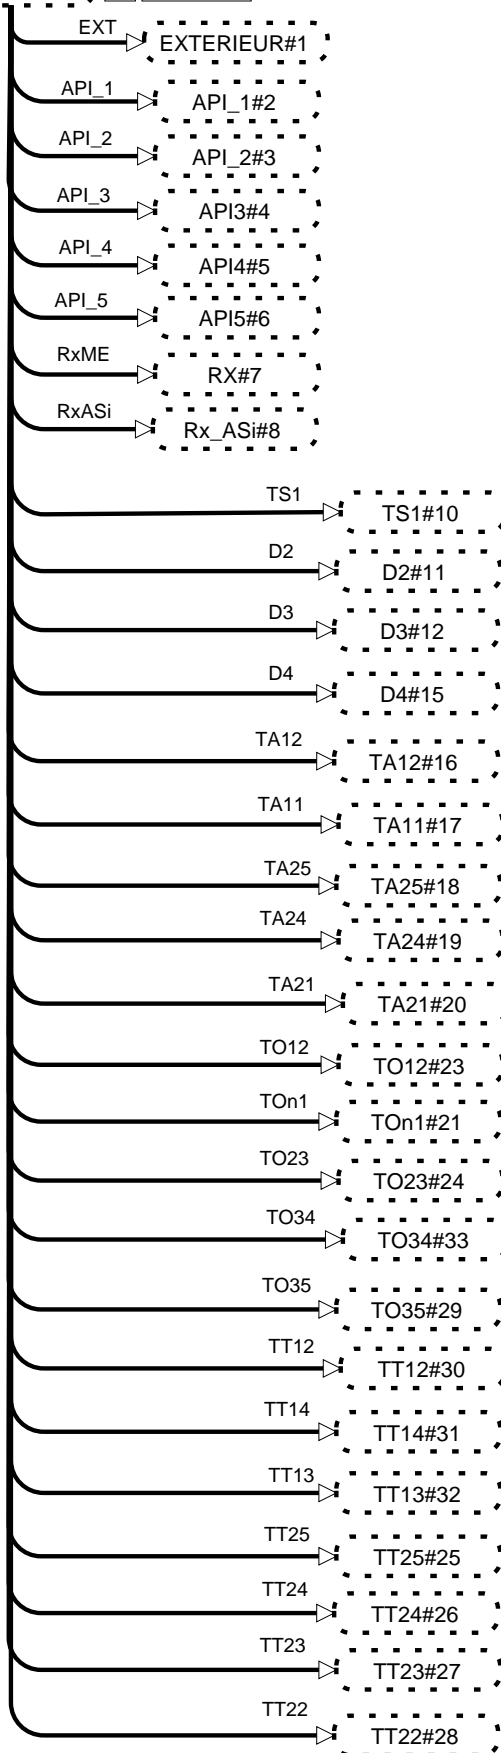 EXT
EXTERIEUR#1
API_1
API_1#2
API_2
API_2#3
API_3
API3#4
API_4
API4#5
API_5
API5#6
RxME
RX#7
RxASi
Rx_ASi#8
TS1
TS1#10
D2
D2#11
D3
D3#12
D4
D4#15
TA12
TA12#16
TA11
TA11#17
TA25
TA25#18
TA24
TA24#19
TA21
TA21#20
TO12
TO12#23
TOn1
TOn1#21
TO23
TO23#24
TO34
TO34#33
TO35
TO35#29
TT12
TT12#30
TT14
TT14#31
TT13
TT13#32
TT25
TT25#25
TT24
TT24#26
TT23
TT23#27
TT22
TT22#28